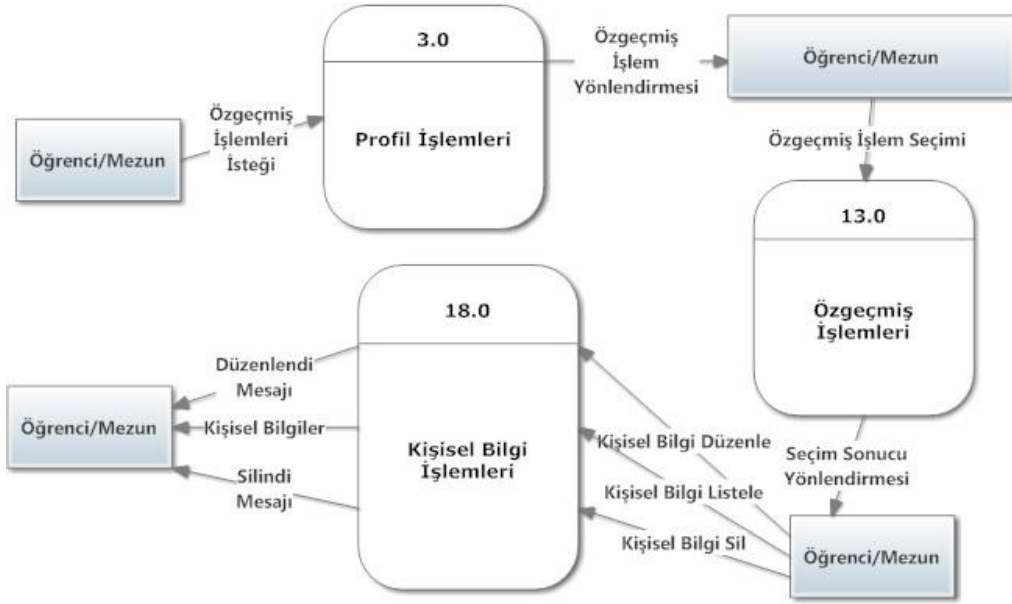 3.0
Profil İşlemleri
Öğrenci/Mezun
Özgeçmiş
İşlemleri
İsteği
Özgeçmiş
İşlem
Yönlendirmesi
Öğrenci/Mezun
Özgeçmiş İşlem Seçimi
13.0
Özgeçmiş
İşlemleri
Seçim Sonucu
Yönlendirmesi
Öğrenci/Mezun
Kişisel Bilgi Düzenle
Kişisel Bilgi Listele
Kişisel Bilgi Sil
18.0
Kişisel Bilgi
İşlemleri
Düzenlendi
Mesajı
Kişisel Bilgiler
Silindi
Mesajı
Öğrenci/Mezun